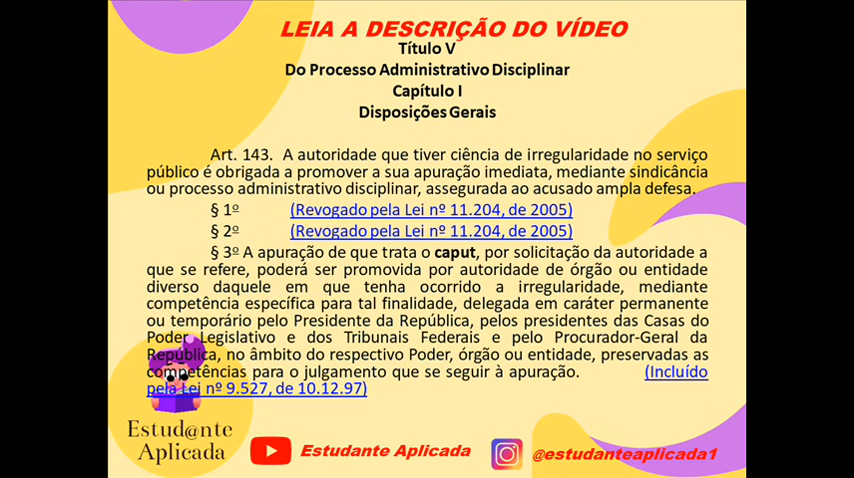 LEIA A DESCRIÇÃO DO VÍDEO
Título V
Do Processo Administrativo Disciplinar
Capítulo I
Disposições Gerais
Art. 143. A autoridade que tiver ciência de irregularidade no serviço
público é obrigada a promover a sua apuração imediata, mediante sindicância
ou processo administrativo disciplinar, assegurada ao acusado ampla defesa.
§ 1º (Revogado pela Lei nº 11.204, de 2005)
§ 2º (Revogado pela Lei nº 11.204, de 2005)
§ 3º A apuração de que trata o caput, por solicitação da autoridade a
que se refere, poderá ser promovida por autoridade de órgão ou entidade
diverso daquele em que tenha ocorrido a irregularidade, mediante
competência específica para tal finalidade, delegada em caráter permanente
ou temporário pelo Presidente da República, pelos presidentes das Casas do
Poder Legislativo e dos Tribunais Federais e pelo Procurador-Geral da
República, no âmbito do respectivo Poder, órgão ou entidade, preservadas as
competências para o julgamento que se seguir à apuração. (Incluído
pela Lei nº 9.527, de 10.12.97)
Estud@nte
Aplicada
Estudante Aplicada
@estudanteaplicada1